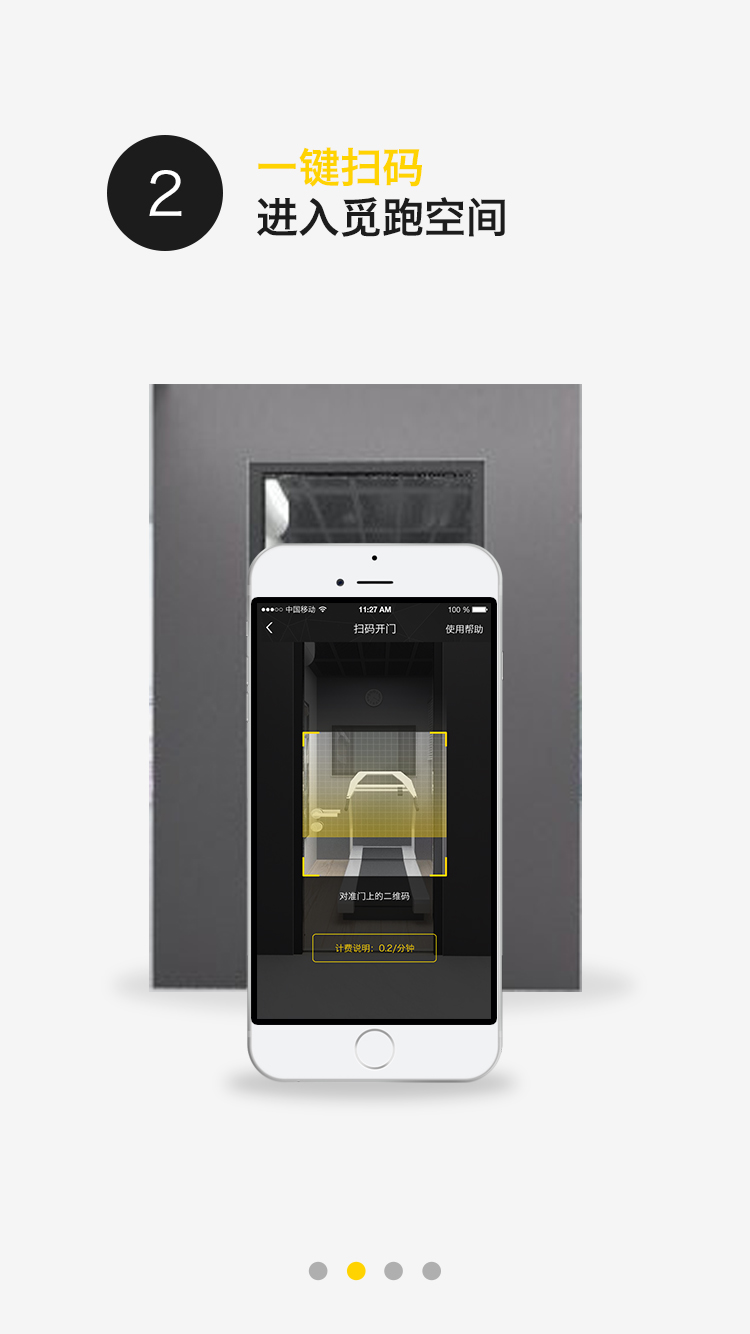 2
一键扫码
进入觅跑空间
中国移动
11:27 AM
100 %
扫码开门
使用帮助
对准门上的二维码
计费说明：0.2/分钟